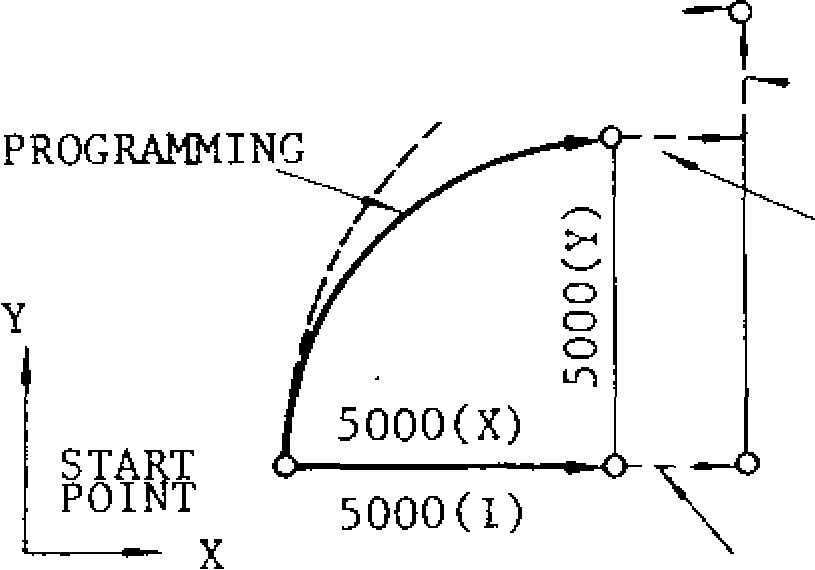 PROGRAMMING
5000(Y)
Y
5000(X)
START
POINT
5000(I)
X